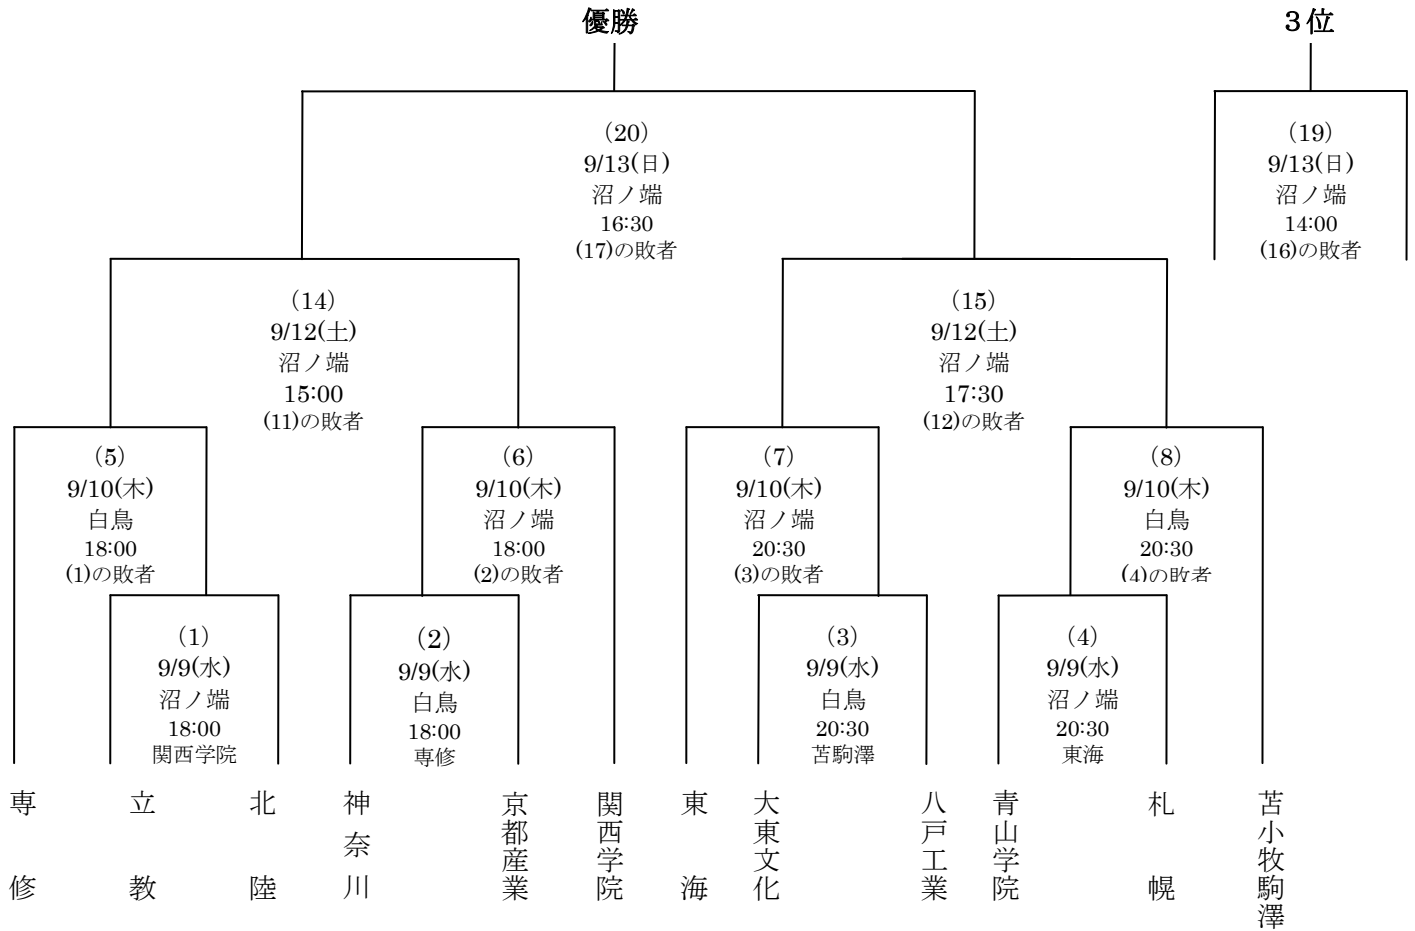 優勝
３位
（20）
9/13(日)
沼ノ端
16:30
(17)の敗者
（19）
9/13(日)
沼ノ端
14:00
(16)の敗者
（14）
9/12(土)
沼ノ端
15:00
(11)の敗者
（15）
9/12(土)
沼ノ端
17:30
(12)の敗者
（5）
9/10(木)
白鳥
18:00
(1)の敗者
（6）
9/10(木)
沼ノ端
18:00
(2)の敗者
（7）
9/10(木)
沼ノ端
20:30
(3)の敗者
（8）
9/10(木)
白鳥
20:30
(4)の敗者
（1）
9/9(水)
沼ノ端
18:00
関西学院
（2）
9/9(水)
白鳥
18:00
専修
（3）
9/9(水)
白鳥
20:30
苫駒澤
（4）
9/9(水)
沼ノ端
20:30
東海
専修
立教
北陸
神奈川
京都産業
関西学院
東海
大東文化
八戸工業
青山学院
札幌
苫小牧駒澤